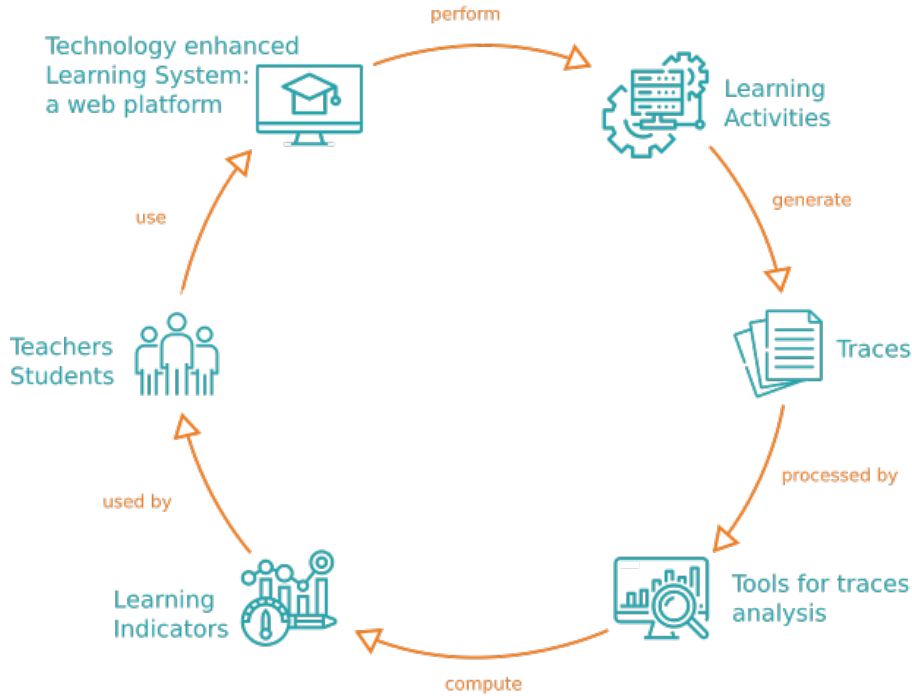 perform
Technology enhanced
Learning System:
a web platform
Learning
Activities
use
generate
Teachers
Students
Traces
processed by
used by
Learning
Indicators
Tools for traces
analysis
compute